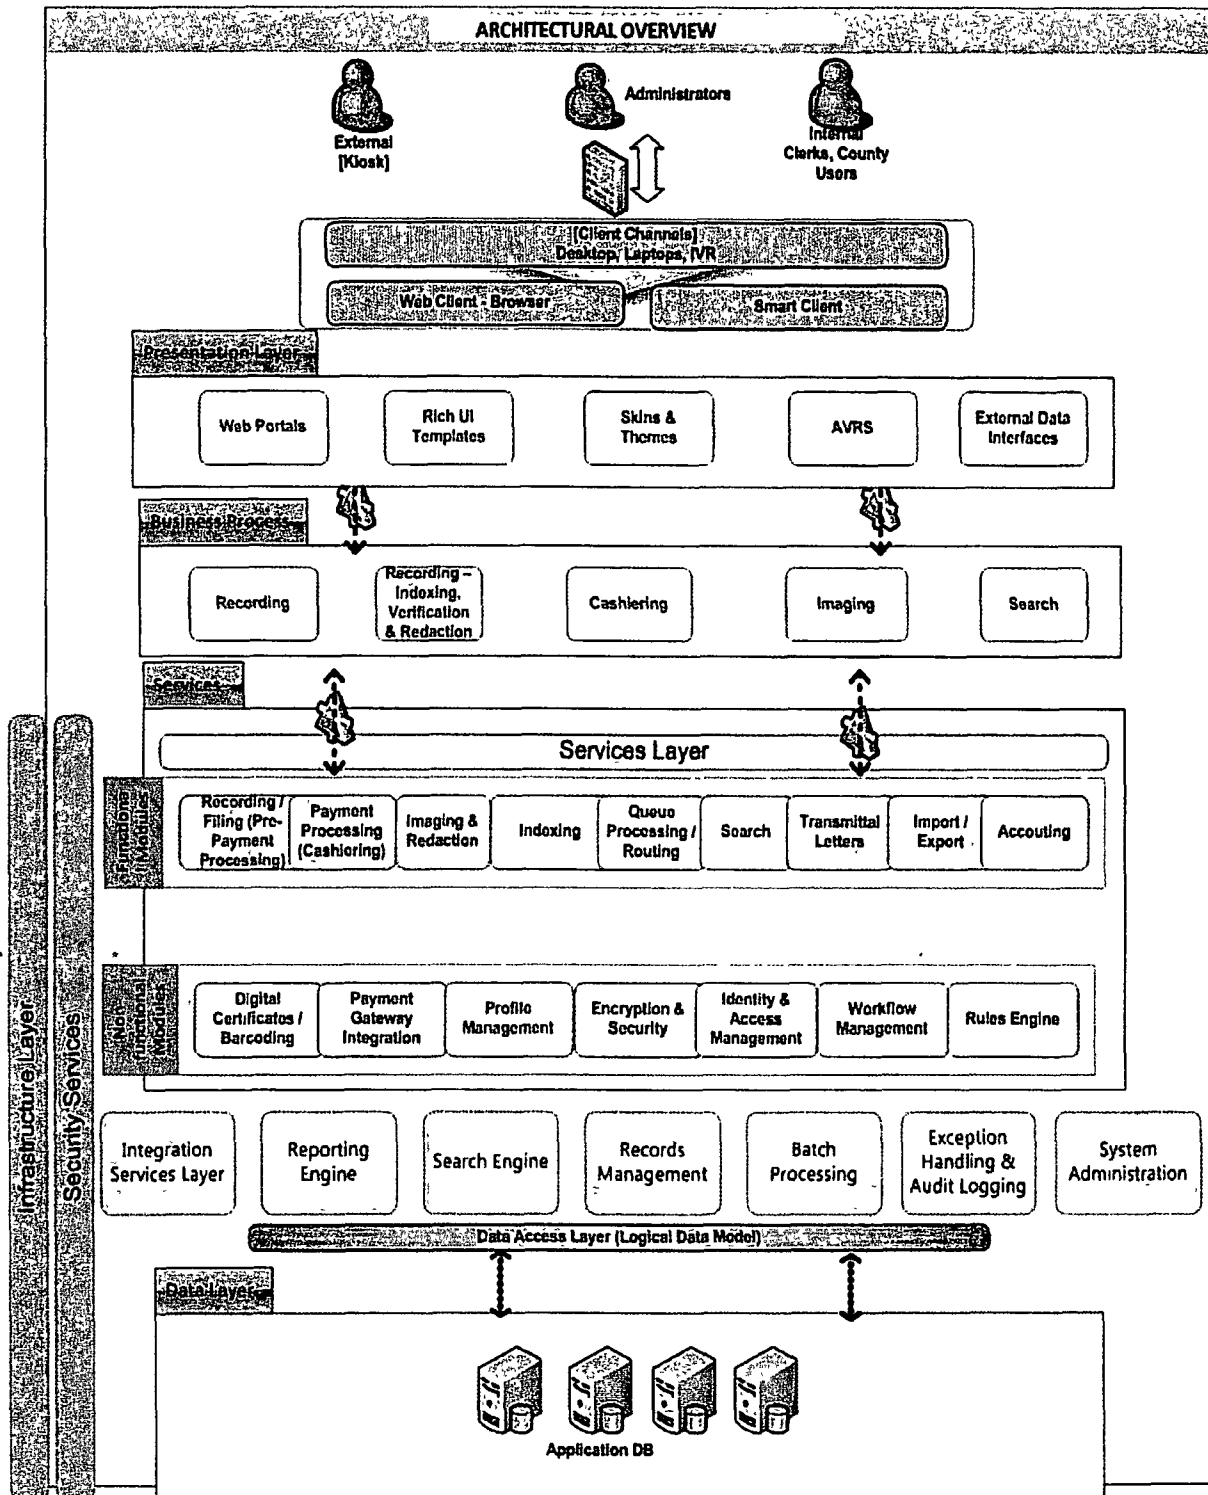 ARCHITECTURAL OVERVIEW
External
[Kiosk]
Administrators
Internal
Clerks, County
Users
[Client Channels]
Desktop, Laptops, IVR
Web Client - Browser
Smart Client
Presentation Layer
Web Portals
Rich UI
Templates
Skins &
Themes
AVRS
External Data
Interfaces
Business Process
Recording
Recording –
Indexing,
Verification
& Redaction
Cashiering
Imaging
Search
Services
Services Layer
Functional
Modules
Recording /
Filing (Pre-
Payment
Processing)
Payment
Processing
(Cashiering)
Imaging &
Redaction
Indexing
Queue
Processing /
Routing
Search
Transmittal
Letters
Import /
Export
Accouting
Non
functional
Modules
Digital
Certificates /
Barcoding
Payment
Gateway
Integration
Profile
Management
Encryption &
Security
Identity &
Access
Management
Workflow
Management
Rules Engine
Infrastructure Layer
Security Services
Integration
Services Layer
Reporting
Engine
Search Engine
Records
Management
Batch
Processing
Exception
Handling &
Audit Logging
System
Administration
Data Access Layer (Logical Data Model)
Data Layer
Application DB